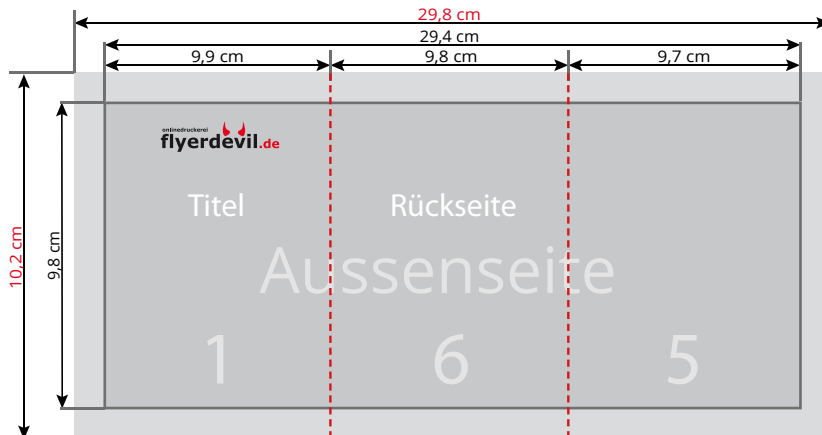 29,8 cm
29,4 cm
9,9 cm
9,8 cm
9,7 cm
onlinedruckerei
flyerdevil.de
Titel
Rückseite
10,2 cm
9,8 cm
Aussenseite
1
6
5